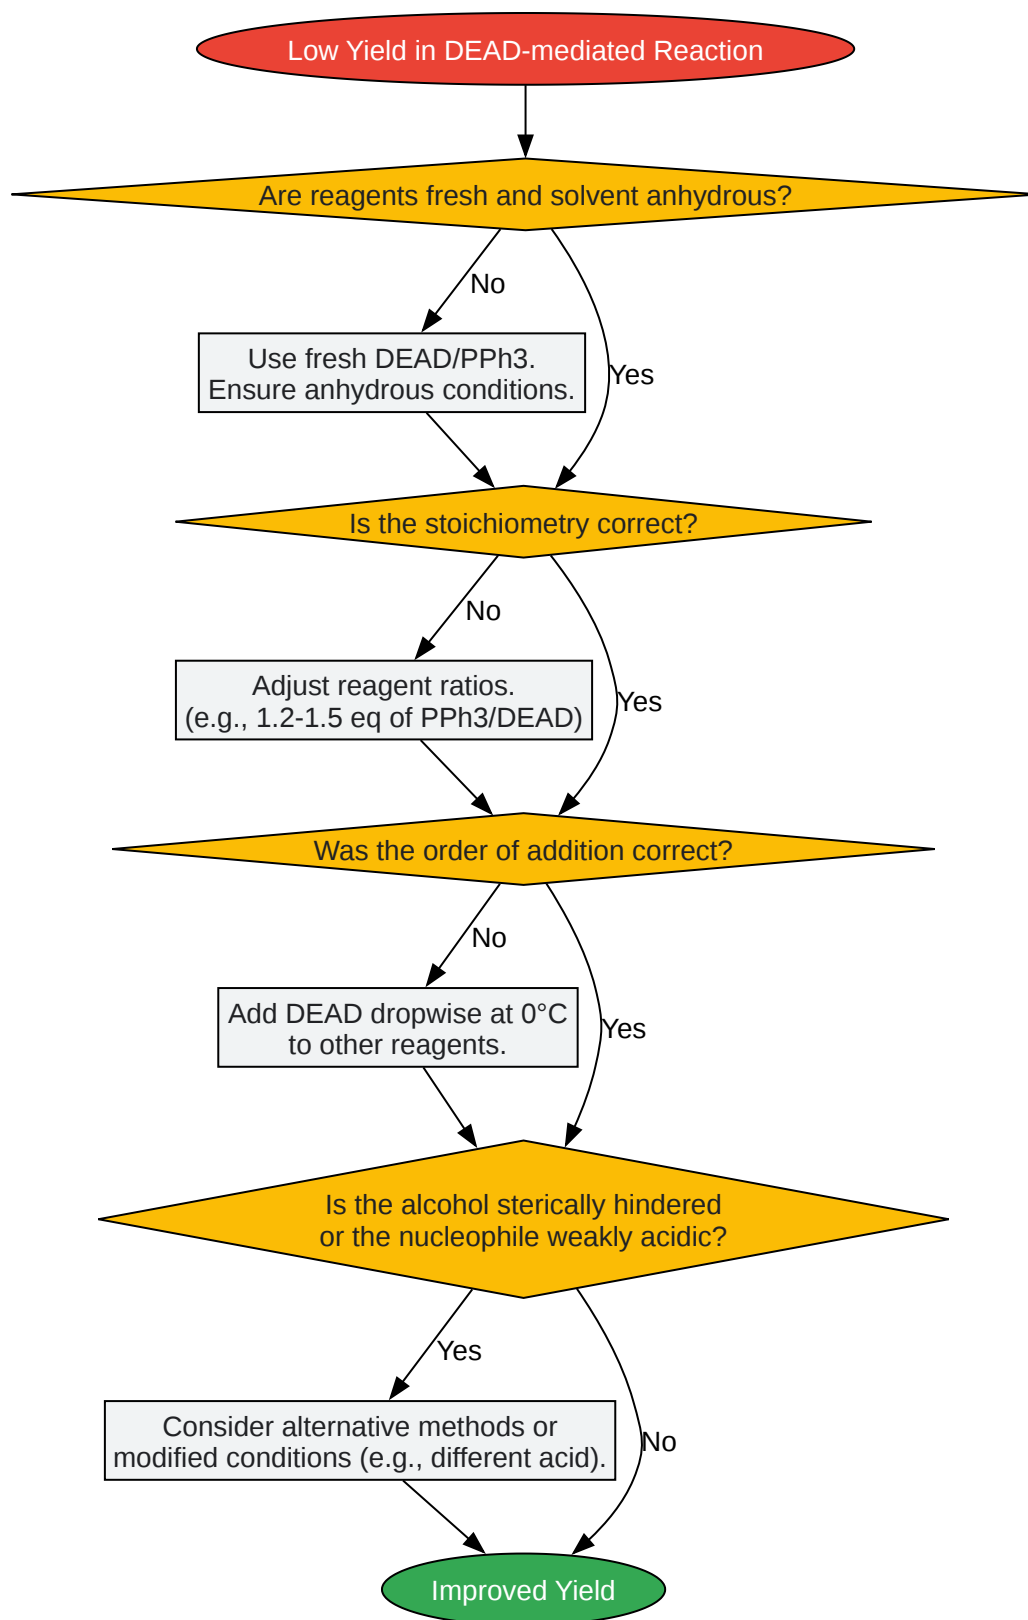 Low Yield in DEAD-mediated Reaction
Are reagents fresh and solvent anhydrous?
No
Use fresh DEAD/PPh3.
Ensure anhydrous conditions.
Yes
Is the stoichiometry correct?
No
Adjust reagent ratios.
(e.g., 1.2-1.5 eq of PPh3/DEAD)
Yes
Was the order of addition correct?
No
Add DEAD dropwise at 0°C
to other reagents.
Yes
Is the alcohol sterically hindered
or the nucleophile weakly acidic?
Yes
Consider alternative methods or
modified conditions (e.g., different acid).
No
Improved Yield